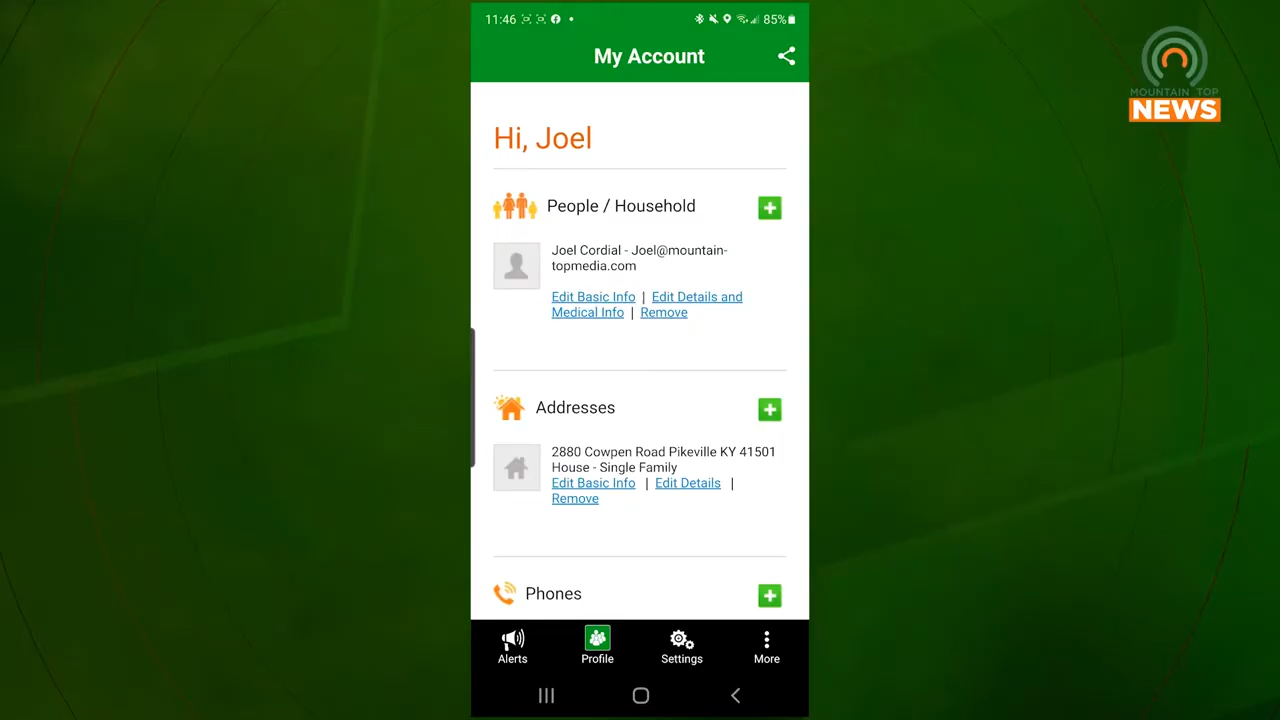 11:46
85%
My Account
MOUNTAIN TOP
NEWS
Hi, Joel
People / Household
Joel Cordial - Joel@mountain-
topmedia.com
Edit Basic Info | Edit Details and
Medical Info | Remove
Addresses
2880 Cowpen Road Pikeville KY 41501
House - Single Family
Edit Basic Info | Edit Details |
Remove
Phones
Alerts Profile Settings More